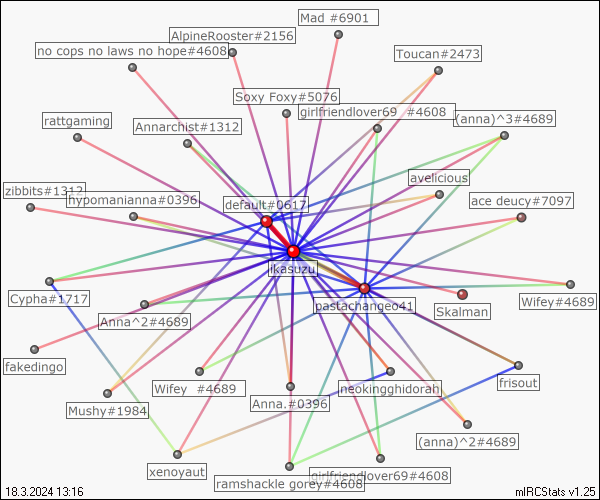 Mad #6901
AlpineRooster#2156
no cops no laws no hope#4608
Toucan#2473
Soxy Foxy#5076
girlfriendlover69 #4608
(anna)^3#4689
rattgaming
Annarchist#1312
avelicious
zibbits#1312
hypomanianna#0396
default#0617
ace deucy#7097
ikasuzu
Cypha#1717
pastachangeo41
Wifey#4689
Skalman
Anna^2#4689
fakedingo
Wifey #4689
neokingghidorah
frisout
Mushy#1984
Anna.#0396
(anna)^2#4689
xenoyaut
ramshackle gorey#4608
girlfriendlover69#4608
18.3.2024 13:16
mIRCStats v1.25